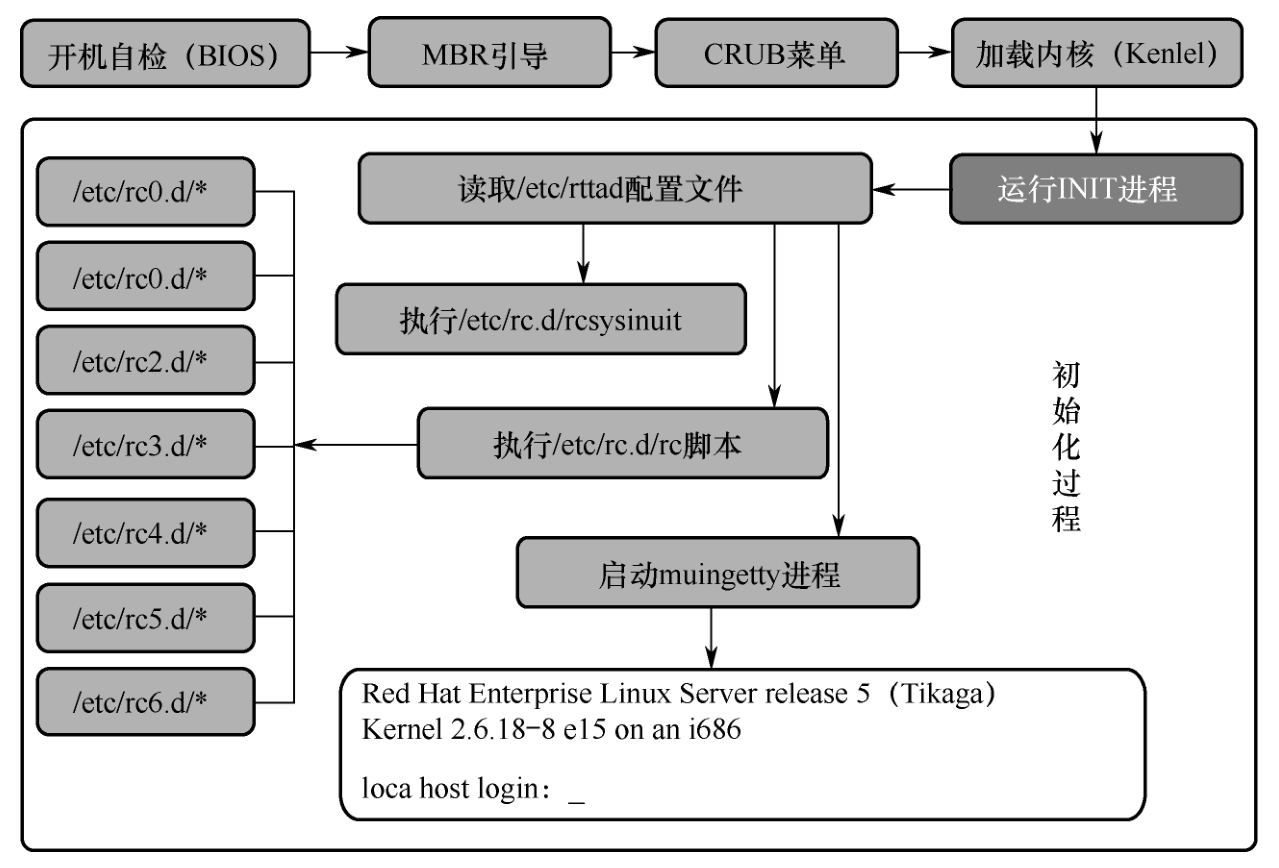 开机自检（BIOS）
MBR引导
CRUB菜单
加载内核（Kenlel）
运行INIT进程
读取/etc/rttad配置文件
执行/etc/rc.d/rcsysinuit
执行/etc/rc.d/rc脚本
/etc/rc0.d/*
/etc/rc0.d/*
/etc/rc2.d/*
/etc/rc3.d/*
/etc/rc4.d/*
/etc/rc5.d/*
/etc/rc6.d/*
启动muingetty进程
Red Hat Enterprise Linux Server release 5（Tikaga）
Kernel 2.6.18-8 e15 on an i686
loca host login：_
初始化过程